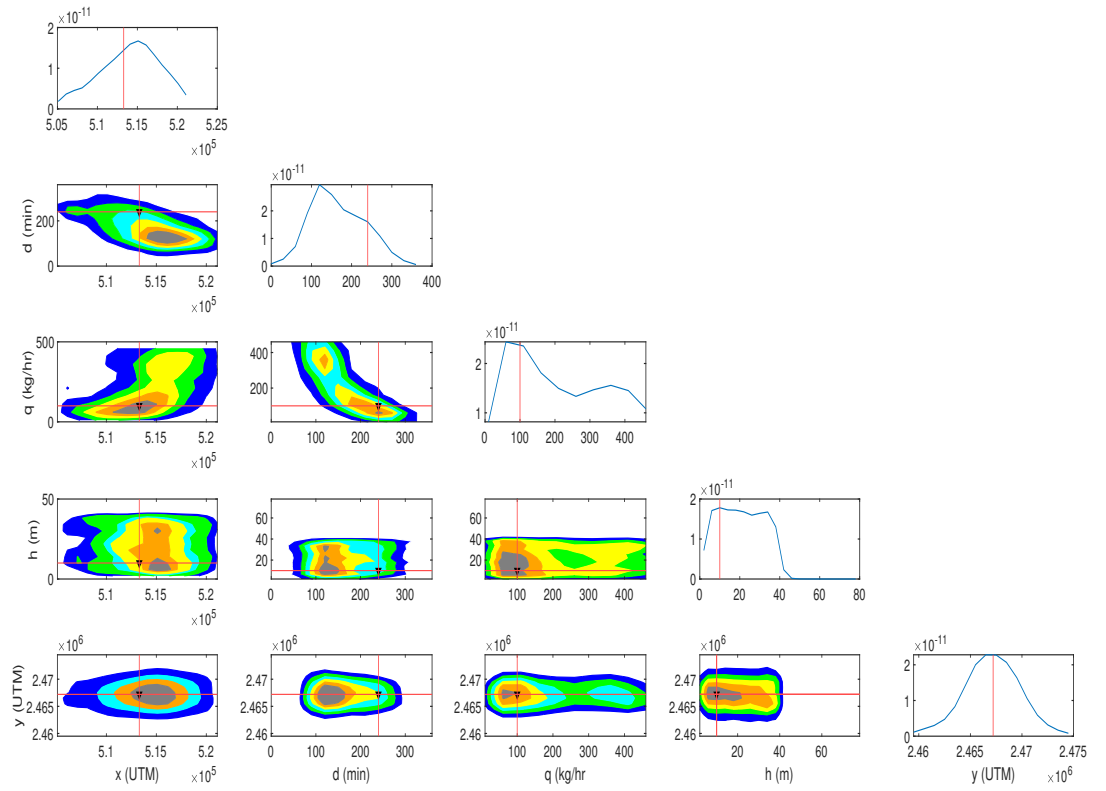 ×10-11
2
1
0
5.05 5.1 5.15 5.2 5.25
×105
×10-11
d (min)
200
0
5.1 5.15 5.2
×105
2
1
0
0 100 200 300 400
×10-11
q (kg/hr)
500
0
5.1 5.15 5.2
×105
400
200
0 100 200 300
2
1
0 100 200 300 400
×10-11
h (m)
50
0
5.1 5.15 5.2
×105
60
40
20
0 100 200 300
60
40
20
100 200 300 400
2
1
0
0 20 40 60 80
×10-11
y (UTM)
×106
2.47
2.465
2.46
5.1 5.15 5.2
×105
x (UTM)
×106
2.47
2.465
2.46
0 100 200 300
d (min)
×106
2.47
2.465
2.46
100 200 300 400
q (kg/hr
×106
2.47
2.465
2.46
20 40 60
h (m)
2
1
0
2.46 2.465 2.47 2.475
y (UTM)
×106